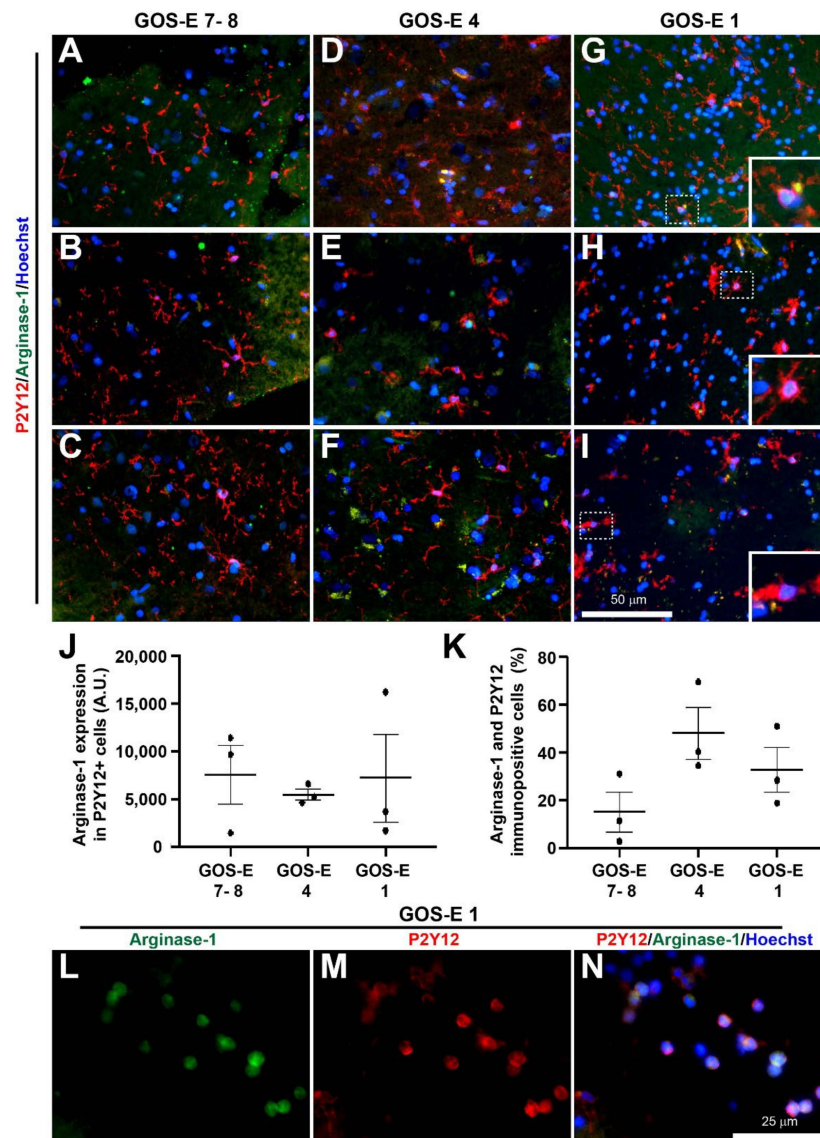 GOS-E 7- 8 GOS-E 4 GOS-E 1
P2Y12/Arginase-1/Hoechst
A D G
B E H
C F I
50 μm
J K
Arginase-1 expression
in P2Y12+ cells (A.U.)
20,000
15,000
10,000
5,000
0
GOS-E GOS-E GOS-E
7- 8 4 1
Arginase-1 and P2Y12
immunopositive cells (%)
80
60
40
20
0
GOS-E GOS-E GOS-E
7- 8 4 1
GOS-E 1
Arginase-1 P2Y12 P2Y12/Arginase-1/Hoechst
L M N
25 μm